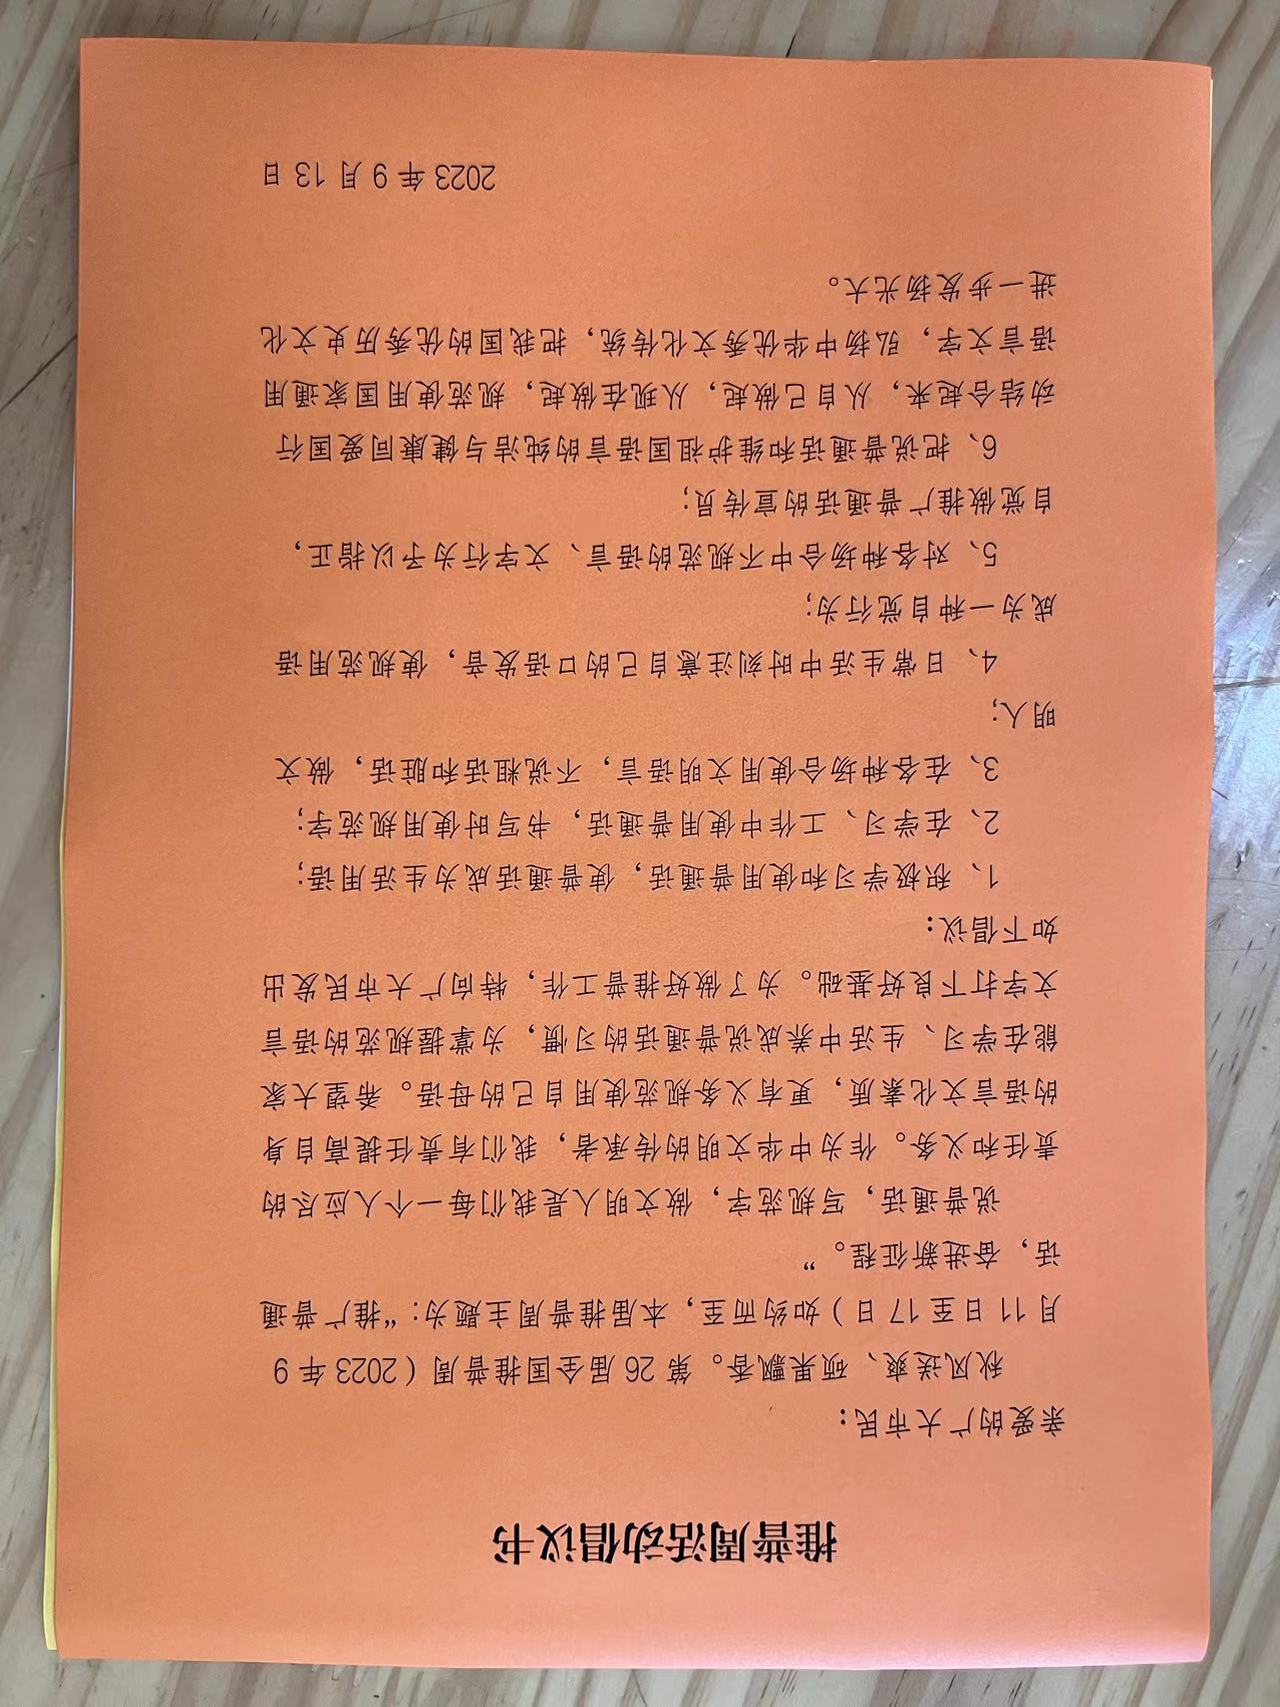 推普周活动倡议书
亲爱的广大市民：
秋风送爽、硕果飘香。第 26 届全国推普周（2023 年 9
月 11 日至 17 日）如约而至，本届推普周主题为：“推广普通
话，奋进新征程。”
说普通话，写规范字，做文明人是我们每一个人应尽的
责任和义务。作为中华文明的传承者，我们有责任提高自身
的语言文化素质，更有义务规范使用自己的母语。希望大家
能在学习、生活中养成说普通话的习惯，为掌握规范的语言
文字打下良好基础。为了做好推普工作，特向广大市民发出
如下倡议：
1、积极学习和使用普通话，使普通话成为生活用语；
2、在学习、工作中使用普通话，书写时使用规范字；
3、在各种场合使用文明语言，不说粗话和脏话，做文
明人；
4、日常生活中时刻注意自己的口语发音，使规范用语
成为一种自觉行为；
5、对各种场合中不规范的语言、文字行为予以指正，
自觉做推广普通话的宣传员；
6、把说普通话和维护祖国语言的纯洁与健康同爱国行
动结合起来，从自己做起，从现在做起，规范使用国家通用
语言文字，弘扬中华优秀文化传统，把我国的优秀历史文化
进一步发扬光大。
2023 年 9 月 13 日